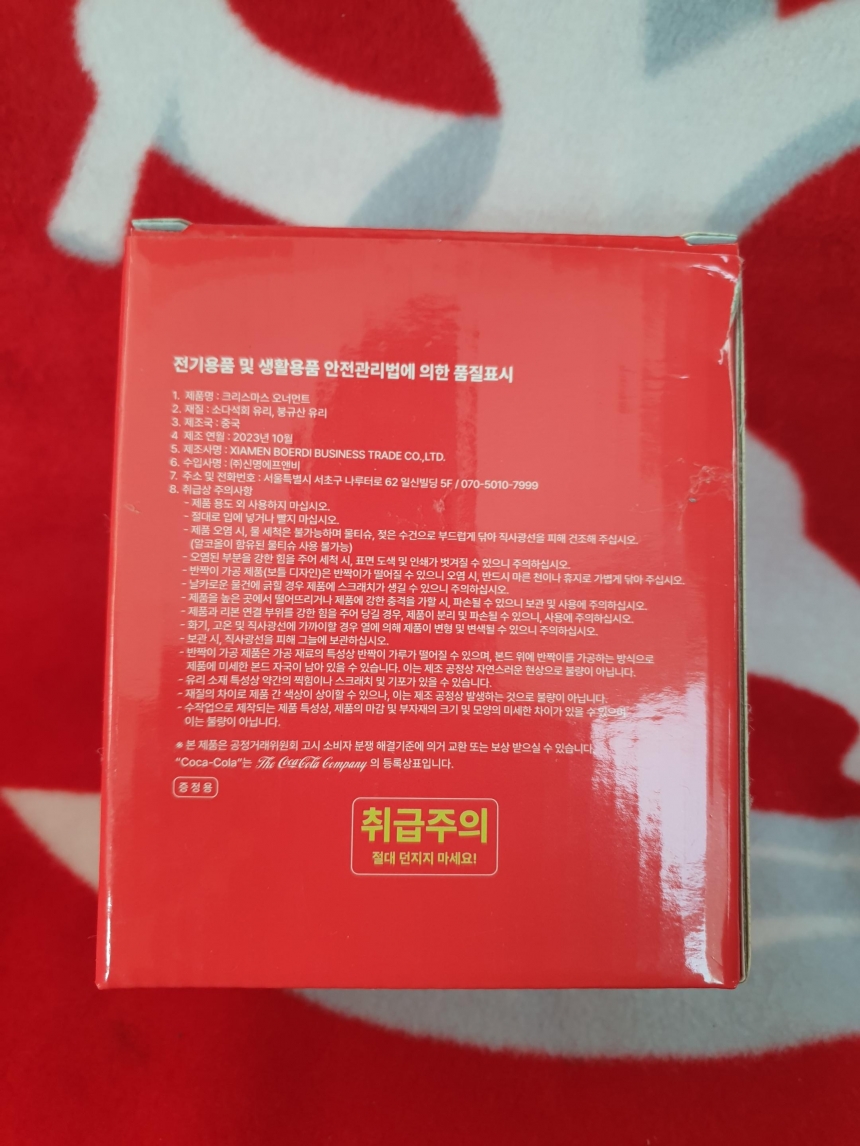 전기용품 및 생활용품 안전관리법에 의한 품질표시
1. 제품명 : 크리스마스 오너먼트
2. 재질 : 소다석회 유리, 붕규산 유리
3. 제조국 : 중국
4 제조 연월 : 2023년 10월
5. 제조사명 : XIAMEN BOERDI BUSINESS TRADE CO.,LTD.
6. 수입사명 : (주)신명에프앤비
7. 주소 및 전화번호 : 서울특별시 서초구 나루터로 62 일신빌딩 5F / 070-5010-7999
8. 취급상 주의사항
- 제품 용도 외 사용하지 마십시오.
- 절대로 입에 넣거나 빨지 마십시오.
- 제품 오염 시, 물 세척은 불가능하며 물티슈, 젖은 수건으로 부드럽게 닦아 직사광선을 피해 건조해 주십시오.
(알코올이 함유된 물티슈 사용 불가능)
- 오염된 부분을 강한 힘을 주어 세척 시, 표면 도색 및 인쇄가 벗겨질 수 있으니 주의하십시오.
- 반짝이 가공 제품(보틀 디자인)은 반짝이가 떨어질 수 있으니 오염 시, 반드시 마른 천이나 휴지로 가볍게 닦아 주십시오.
- 날카로운 물건에 긁힐 경우 제품에 스크래치가 생길 수 있으니 주의하십시오.
- 제품을 높은 곳에서 떨어뜨리거나 제품에 강한 충격을 가할 시, 파손될 수 있으니 보관 및 사용에 주의하십시오.
- 제품과 리본 연결 부위를 강한 힘을 주어 당길 경우, 제품이 분리 및 파손될 수 있으니, 사용에 주의하십시오.
- 화기, 고온 및 직사광선에 가까이할 경우 열에 의해 제품이 변형 및 변색될 수 있으니 주의하십시오.
- 보관 시, 직사광선을 피해 그늘에 보관하십시오.
- 반짝이 가공 제품은 가공 재료의 특성상 반짝이 가루가 떨어질 수 있으며, 본드 위에 반짝이를 가공하는 방식으로
제품에 미세한 본드 자국이 남아 있을 수 있습니다. 이는 제조 공정상 자연스러운 현상으로 불량이 아닙니다.
- 유리 소재 특성상 약간의 찍힘이나 스크래치 및 기포가 있을 수 있습니다.
- 재질의 차이로 제품 간 색상이 상이할 수 있으나, 이는 제조 공정상 발생하는 것으로 불량이 아닙니다.
- 수작업으로 제작되는 제품 특성상, 제품의 마감 및 부자재의 크기 및 모양의 미세한 차이가 있을 수 있으며
이는 불량이 아닙니다.
※ 본 제품은 공정거래위원회 고시 소비자 분쟁 해결기준에 의거 교환 또는 보상 받으실 수 있습니다.
"Coca-Cola"는 The Coca‑Cola Company 의 등록상표입니다.
증정용
취급주의
절대 던지지 마세요!